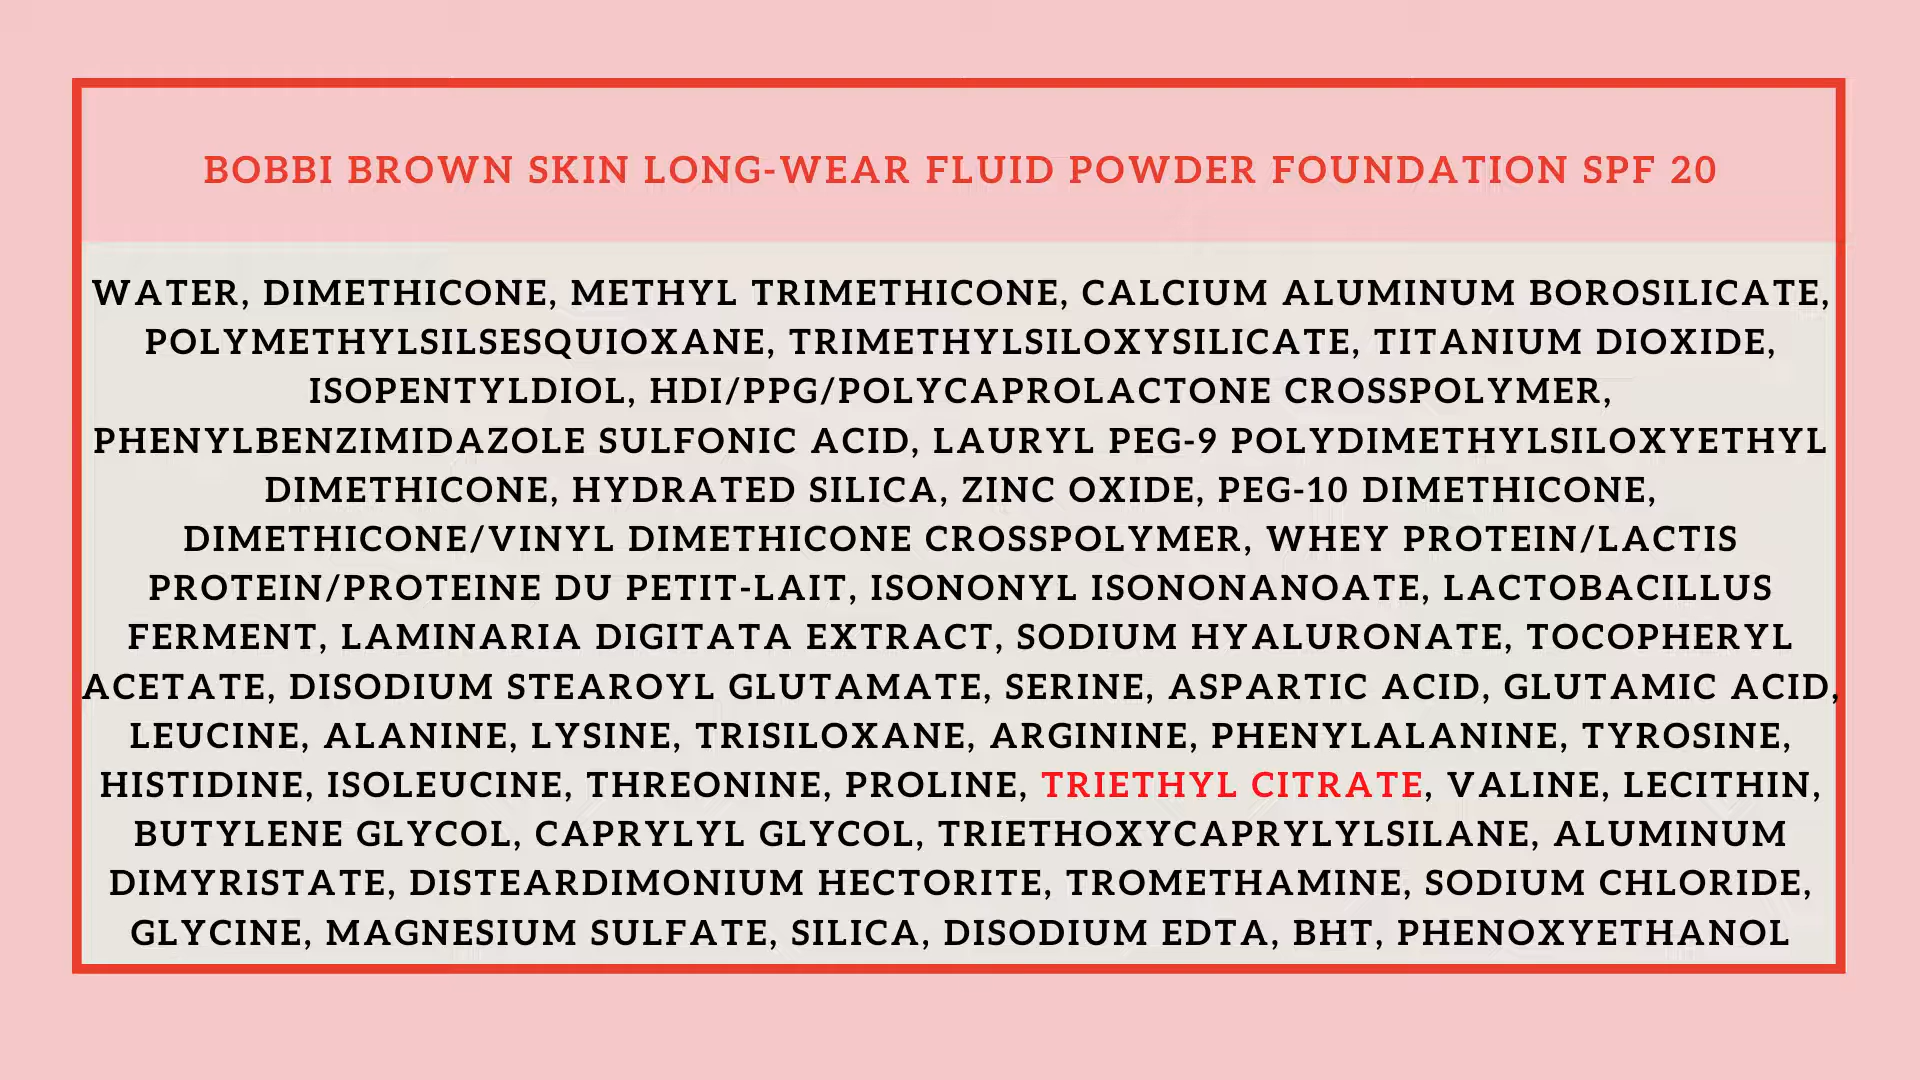 BOBBI BROWN SKIN LONG-WEAR FLUID POWDER FOUNDATION SPF 20
WATER, DIMETHICONE, METHYL TRIMETHICONE, CALCIUM ALUMINUM BOROSILICATE,
POLYMETHYLSILSESQUIOXANE, TRIMETHYLSILOXYSILICATE, TITANIUM DIOXIDE,
ISOPENTYLDIOL, HDI/PPG/POLYCAPROLACTONE CROSSPOLYMER,
PHENYLBENZIMIDAZOLE SULFONIC ACID, LAURYL PEG-9 POLYDIMETHYLSILOXYETHYL
DIMETHICONE, HYDRATED SILICA, ZINC OXIDE, PEG-10 DIMETHICONE,
DIMETHICONE/VINYL DIMETHICONE CROSSPOLYMER, WHEY PROTEIN/LACTIS
PROTEIN/PROTEINE DU PETIT-LAIT, ISONONYL ISONONANOATE, LACTOBACILLUS
FERMENT, LAMINARIA DIGITATA EXTRACT, SODIUM HYALURONATE, TOCOPHERYL
ACETATE, DISODIUM STEAROYL GLUTAMATE, SERINE, ASPARTIC ACID, GLUTAMIC ACID,
LEUCINE, ALANINE, LYSINE, TRISILOXANE, ARGININE, PHENYLALANINE, TYROSINE,
HISTIDINE, ISOLEUCINE, THREONINE, PROLINE, TRIETHYL CITRATE, VALINE, LECITHIN,
BUTYLENE GLYCOL, CAPRYLYL GLYCOL, TRIETHOXYCAPRYLYLSILANE, ALUMINUM
DIMYRISTATE, DISTEARDIMONIUM HECTORITE, TROMETHAMINE, SODIUM CHLORIDE,
GLYCINE, MAGNESIUM SULFATE, SILICA, DISODIUM EDTA, BHT, PHENOXYETHANOL